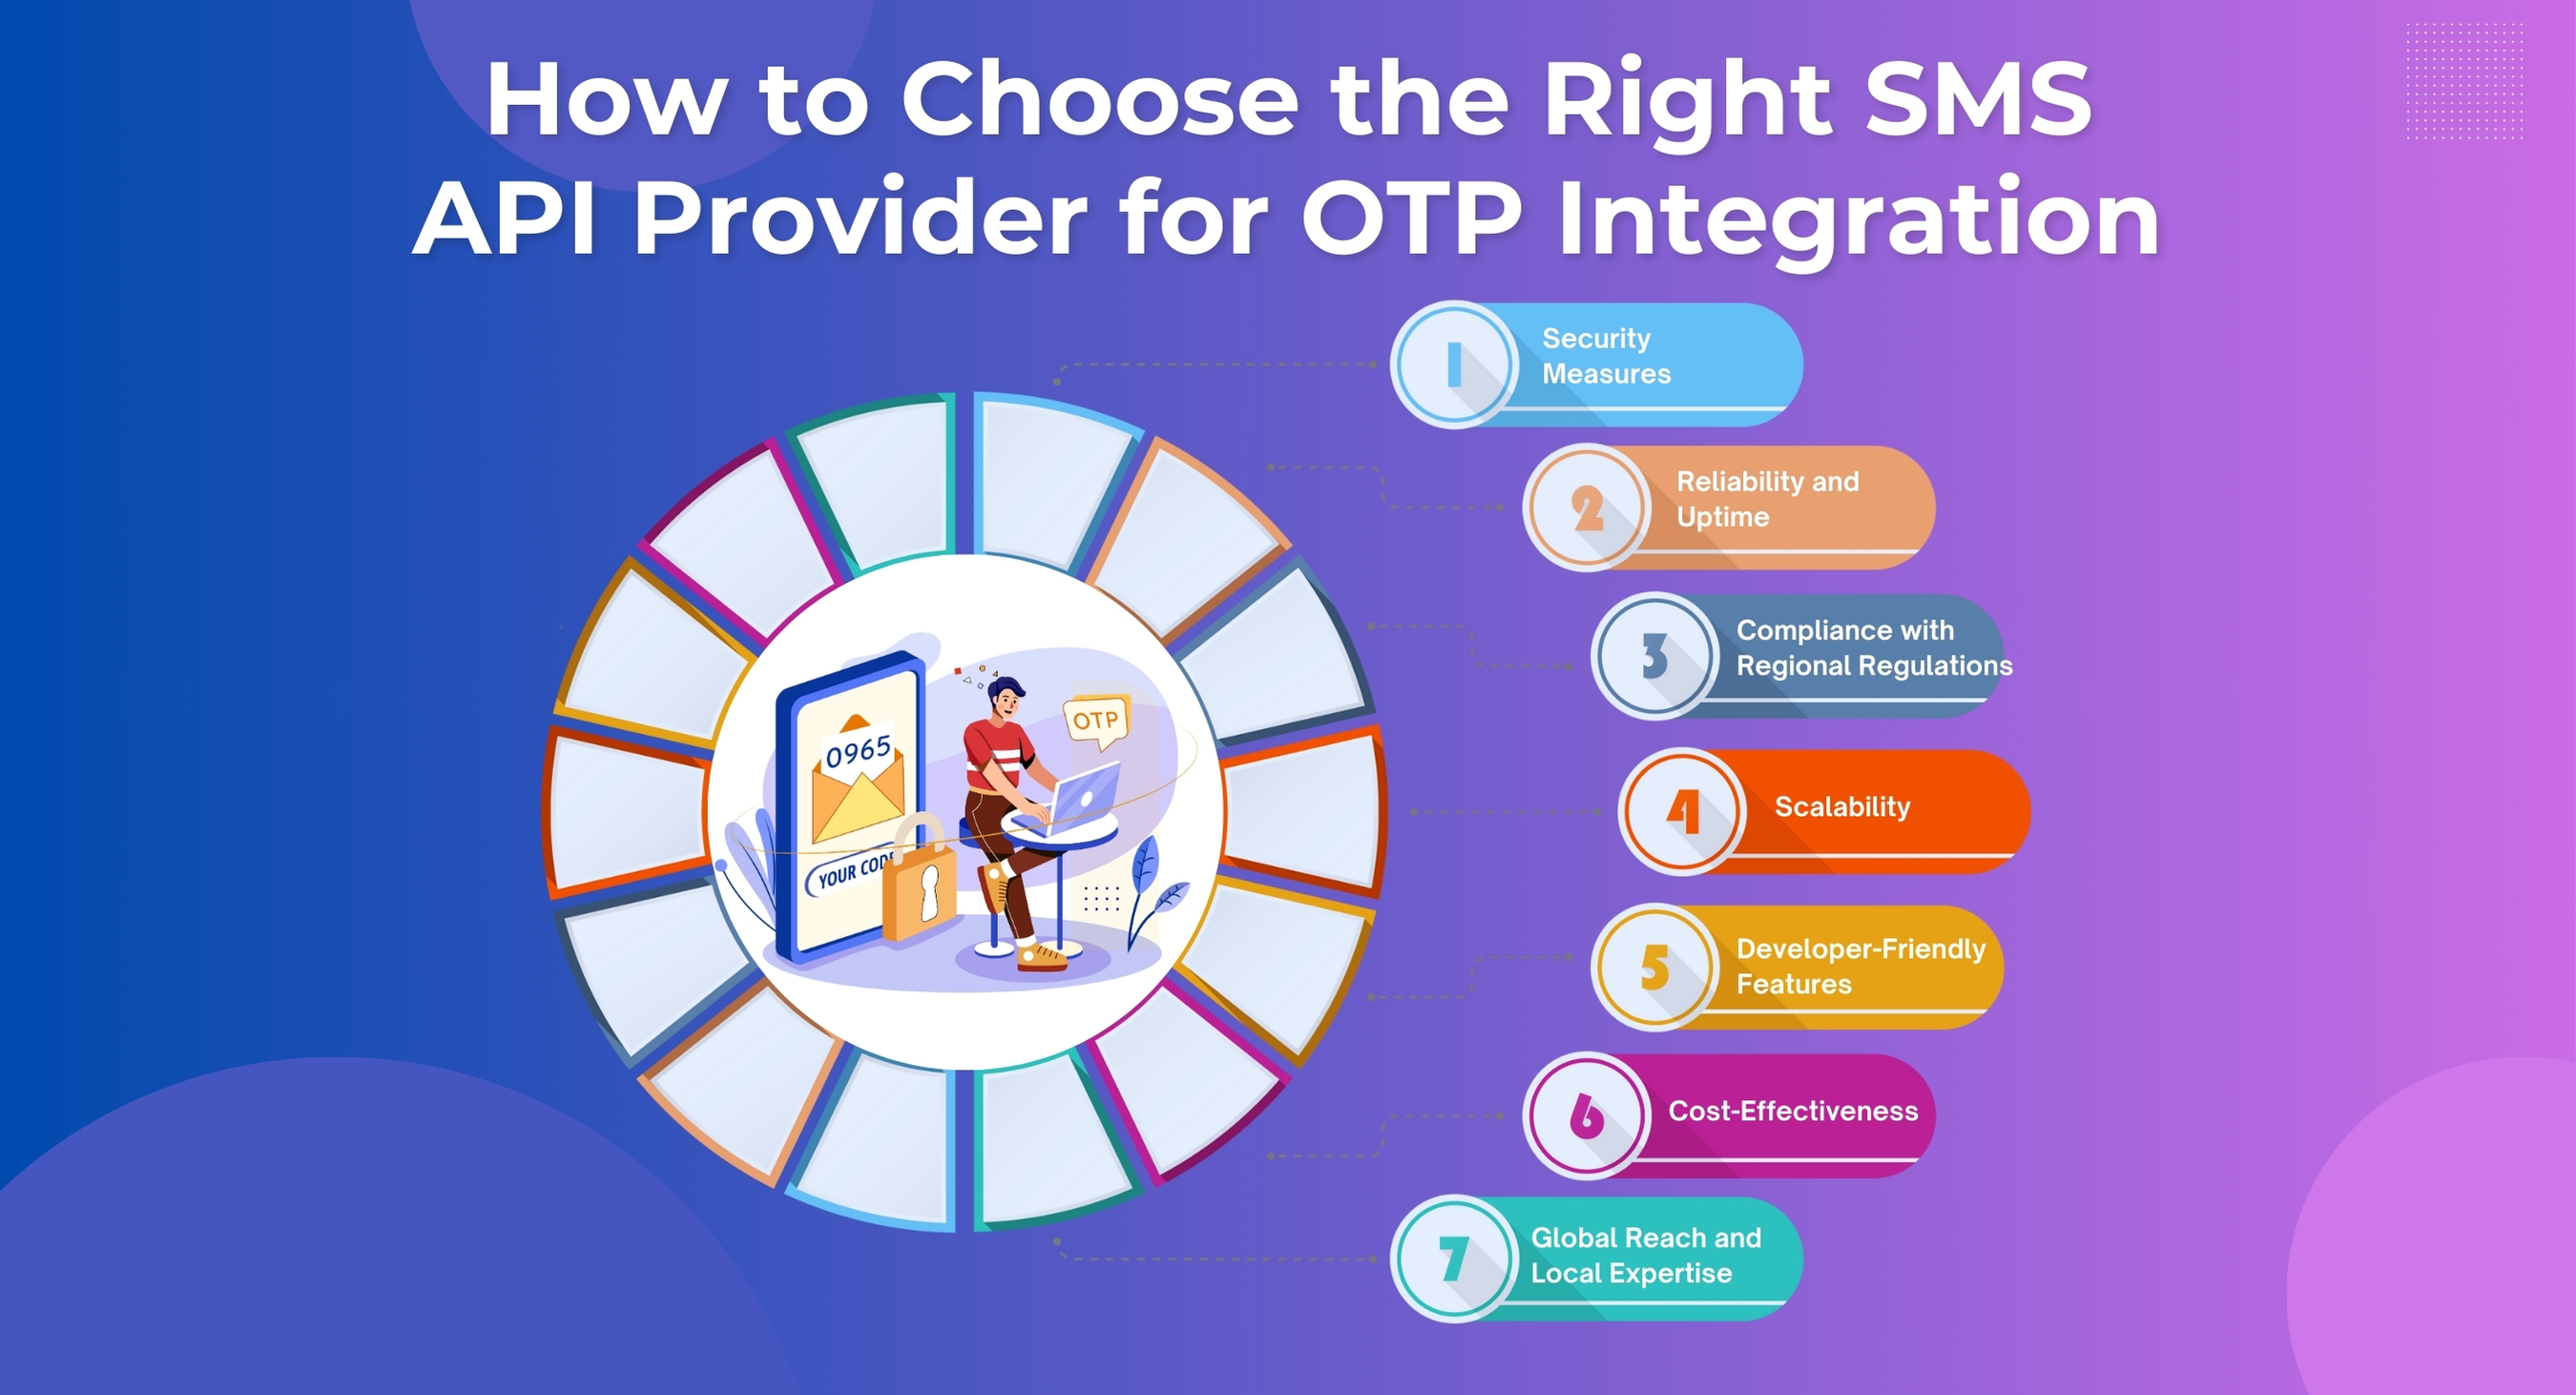 How to Choose the Right SMS
API Provider for OTP Integration
1
Security
Measures
2
Reliability and
Uptime
3
Compliance with
Regional Regulations
4
Scalability
5
Developer-Friendly
Features
6
Cost-Effectiveness
7
Global Reach and
Local Expertise
0965
YOUR CODE
OTP